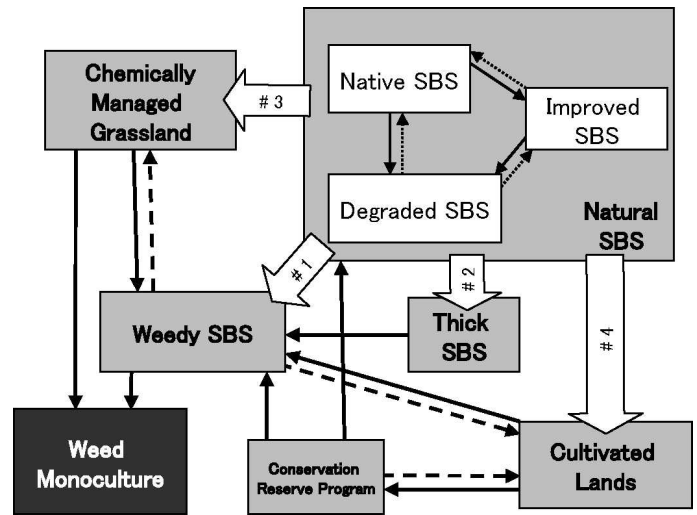 Chemically
Managed
Grassland
# 3
Native SBS
Improved
SBS
Degraded SBS
Natural
SBS
# 1
# 2
# 4
Weedy SBS
Thick
SBS
Weed
Monoculture
Conservation
Reserve Program
Cultivated
Lands